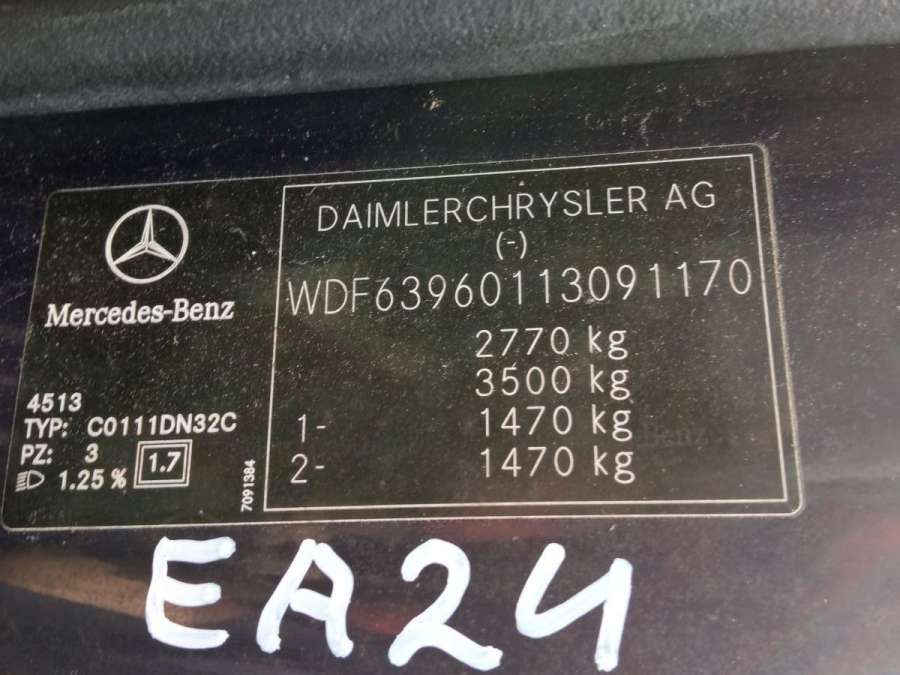 Mercedes-Benz
4513
TYP: C0111DN32C
PZ: 3
1.25 % 1.7
7091384
DAIMLERCHRYSLER AG
(-)
WDF63960113091170
2770 kg
3500 kg
1- 1470 kg
2- 1470 kg
EA24